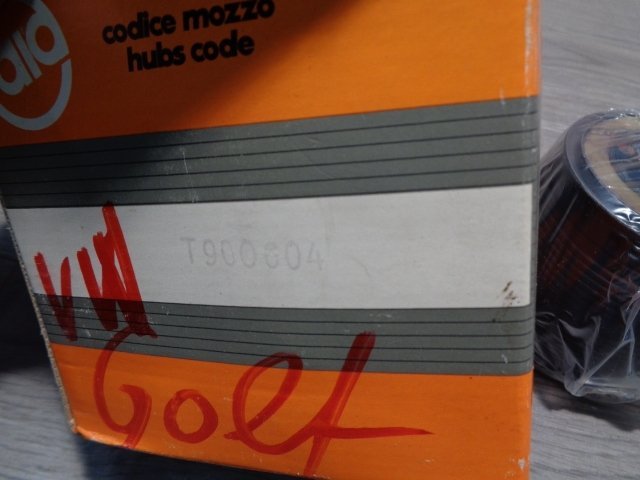 codice mozzo
hubs code
T900604
VW
Golf